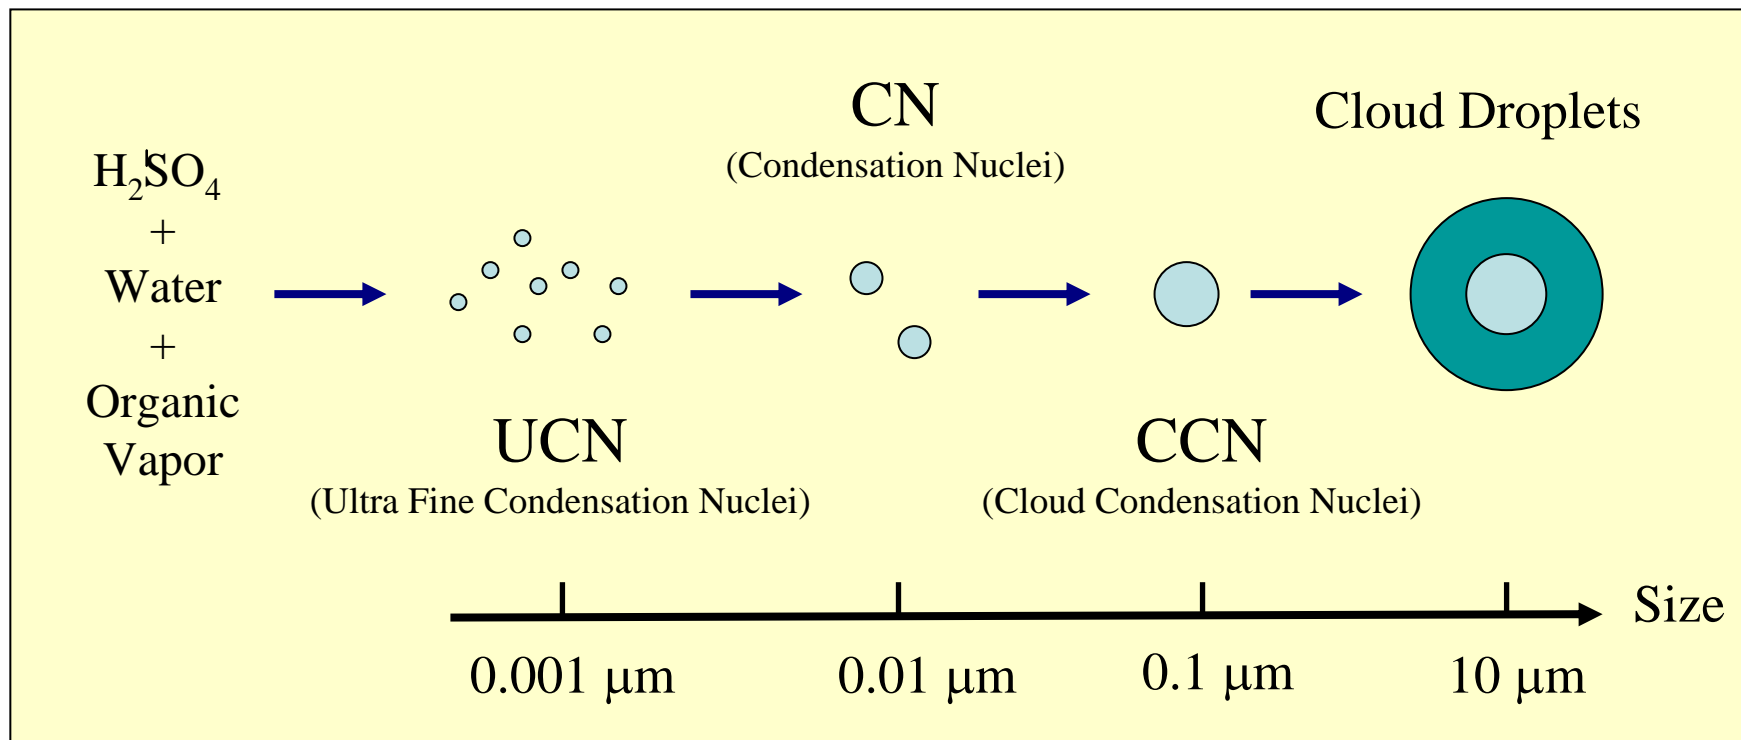 H₂SO₄
+
Water
+
Organic
Vapor
UCN
(Ultra Fine Condensation Nuclei)
CN
(Condensation Nuclei)
CCN
(Cloud Condensation Nuclei)
Cloud Droplets
0.001 μm
0.01 μm
0.1 μm
10 μm
Size